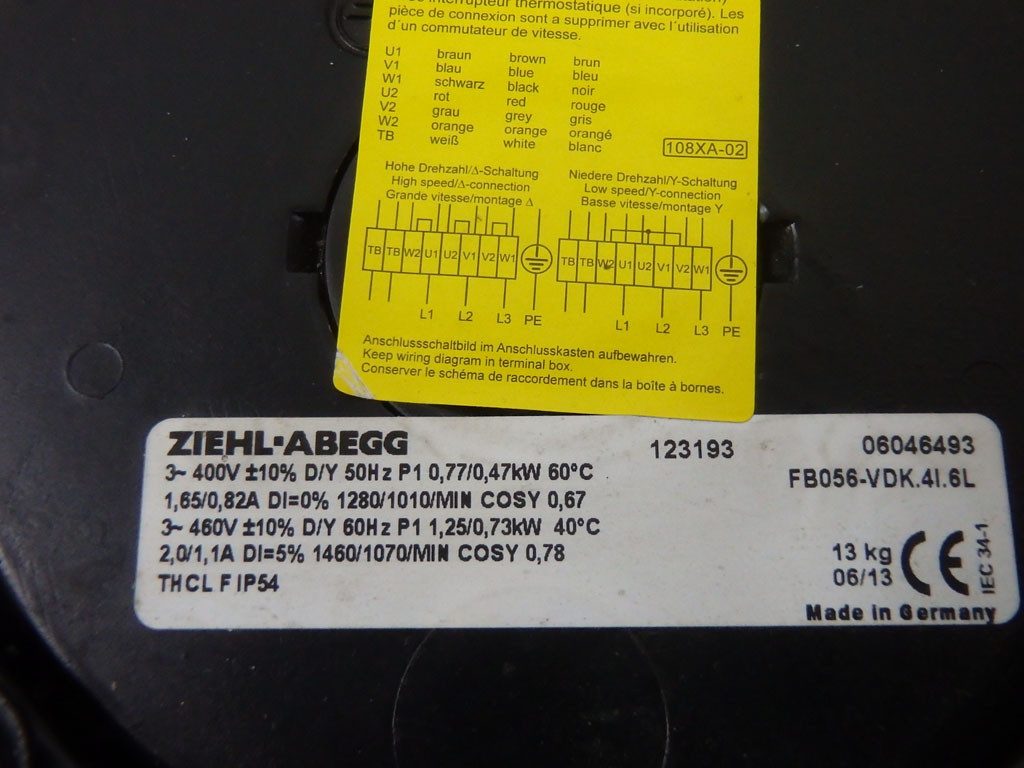 interrupteur thermostatique (si incorporé). Les
pièce de connexion sont a supprimer avec l´utilisation
d´un commutateur de vitesse.
U1 braun brown brun
V1 blau blue bleu
W1 schwarz black noir
U2 rot red rouge
V2 grau grey gris
W2 orange orange orangé
TB weiß white blanc
108XA-02
Hohe Drehzahl/Δ-Schaltung
High speed/Δ-connection
Grande vitesse/montage Δ
Niedere Drehzahl/Y-Schaltung
Low speed/Y-connection
Basse vitesse/montage Y
TB TB W2 U1 U2 V1 V2 W1
L1 L2 L3 PE
TB TB W2 U1 U2 V1 V2 W1
L1 L2 L3 PE
Anschlussschaltbild im Anschlusskasten aufbewahren.
Keep wiring diagram in terminal box.
Conserver le schéma de raccordement dans la boîte à bornes.
ZIEHL-ABEGG 123193 06046493
3~ 400V ±10% D/Y 50Hz P1 0,77/0,47kW 60°C FB056-VDK.4I.6L
1,65/0,82A DI=0% 1280/1010/MIN COSY 0,67
3~ 460V ±10% D/Y 60Hz P1 1,25/0,73kW 40°C
2,0/1,1A DI=5% 1460/1070/MIN COSY 0,78 13 kg
THCL F IP54 06/13
CE
IEC 34-1
Made in Germany